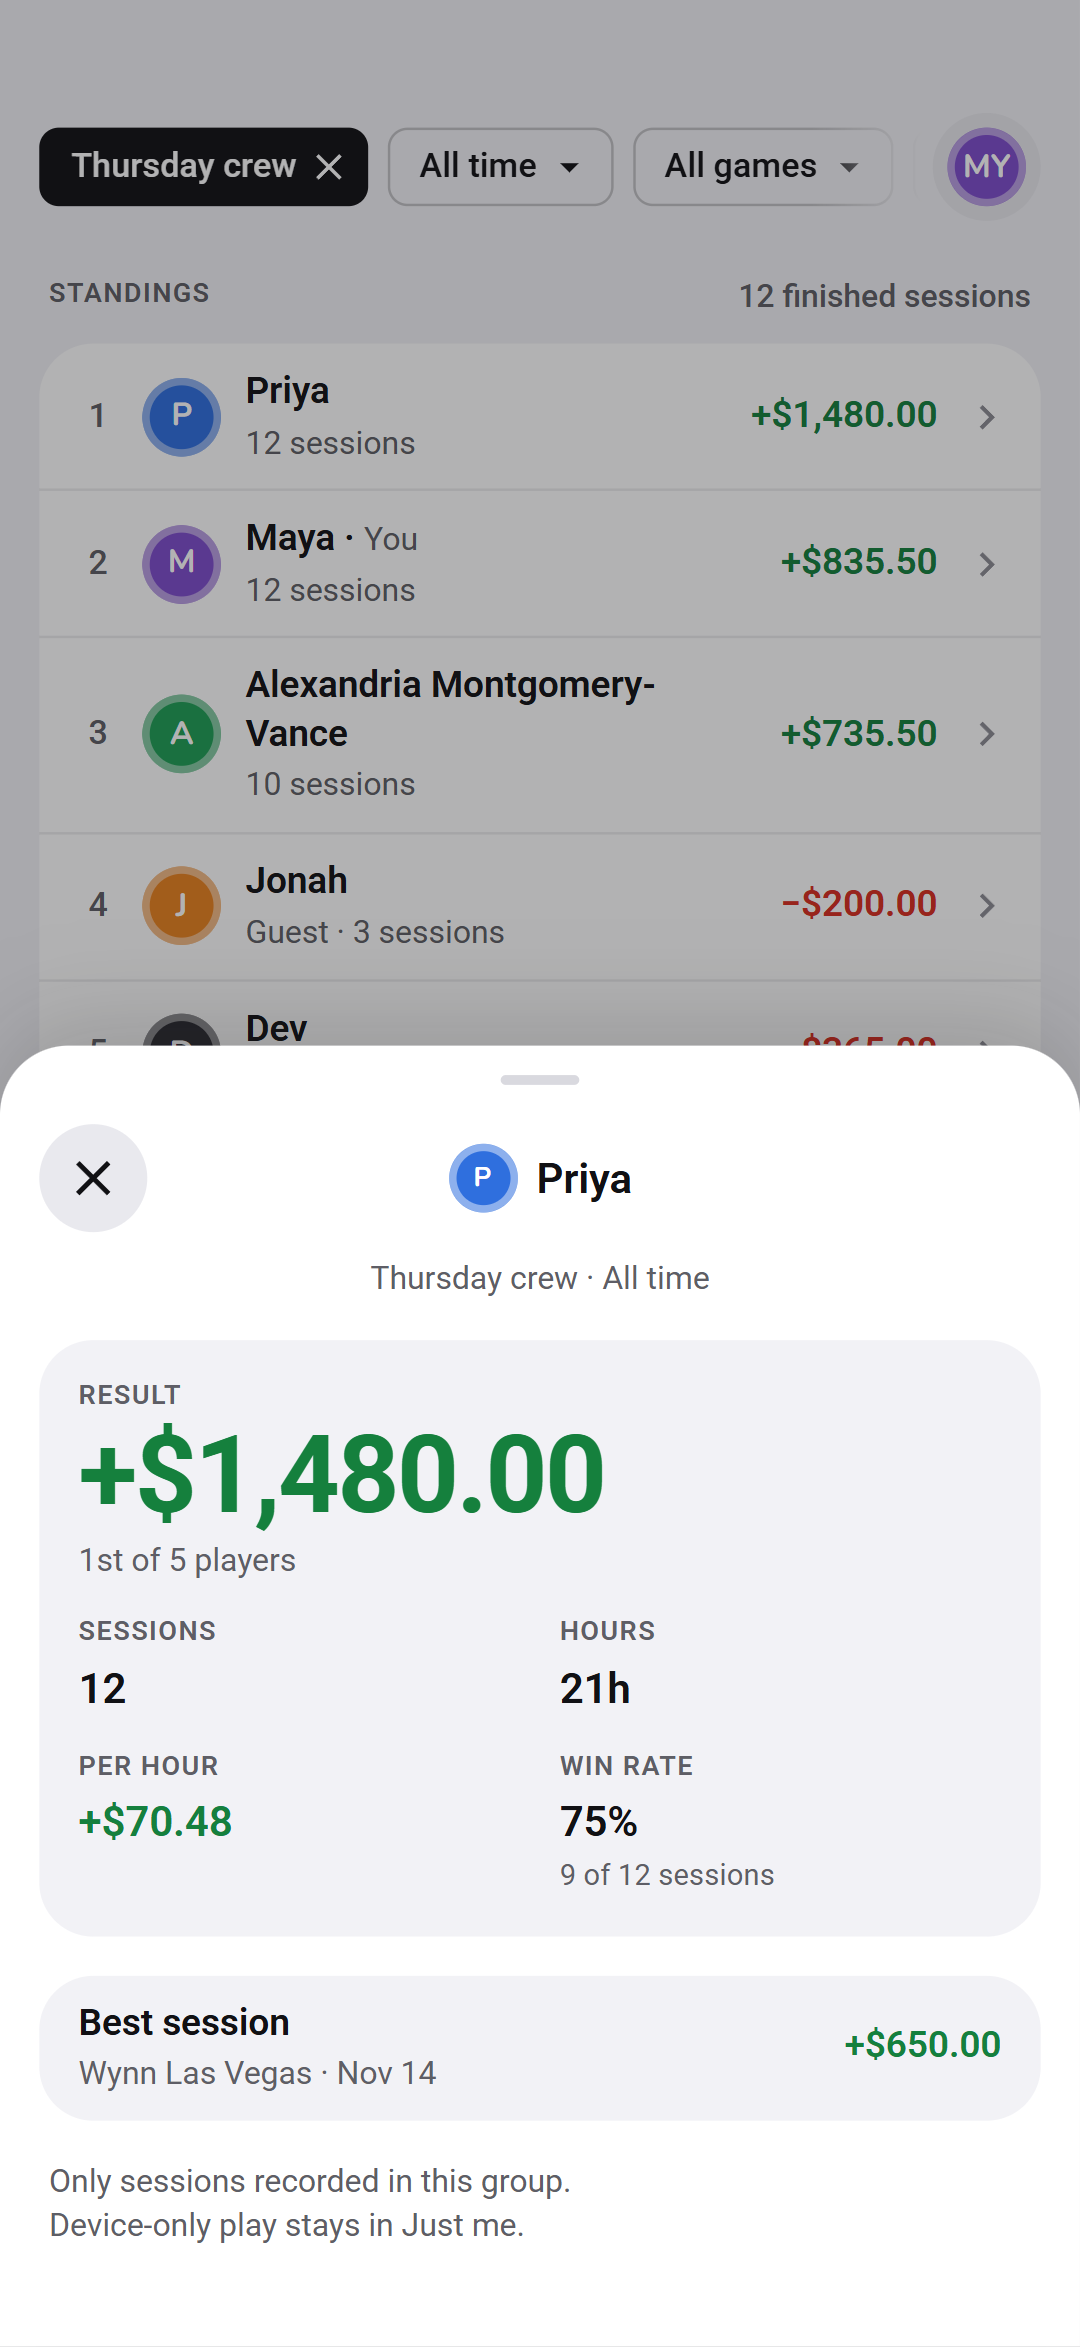 Thursday crew
All time
All games
MY
STANDINGS
12 finished sessions
1
P
Priya
12 sessions
+$1,480.00
2
M
Maya · You
12 sessions
+$835.50
3
A
Alexandria Montgomery-
Vance
10 sessions
+$735.50
4
J
Jonah
Guest · 3 sessions
−$200.00
Dev
P
Priya
Thursday crew · All time
RESULT
+$1,480.00
1st of 5 players
SESSIONS
12
HOURS
21h
PER HOUR
+$70.48
WIN RATE
75%
9 of 12 sessions
Best session
Wynn Las Vegas · Nov 14
+$650.00
Only sessions recorded in this group.
Device-only play stays in Just me.